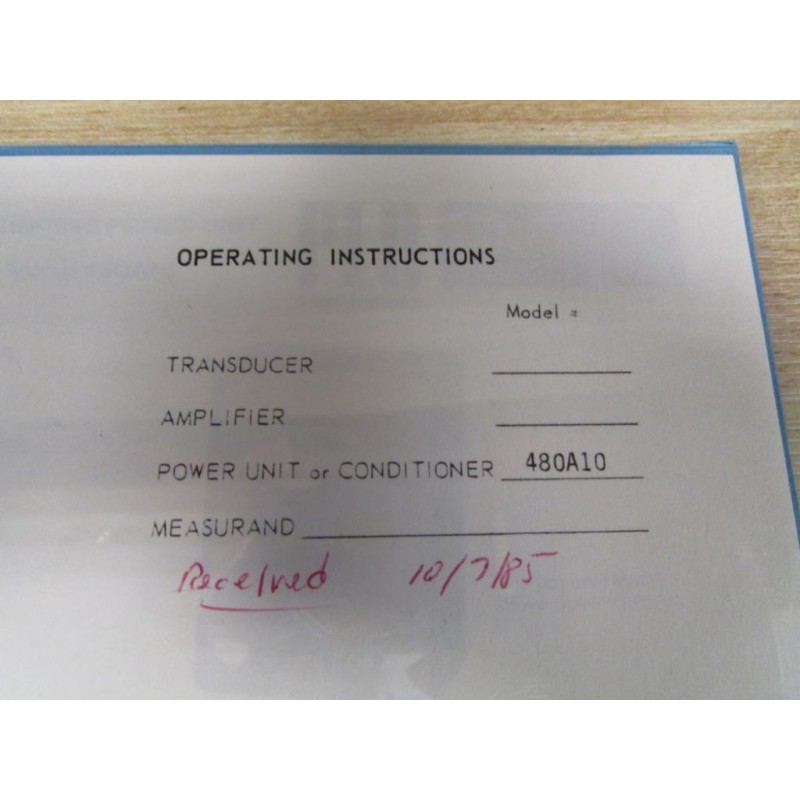 OPERATING INSTRUCTIONS
Model #
TRANSDUCER
AMPLIFIER
POWER UNIT or CONDITIONER 480A10
MEASURAND
Received 10/7/85